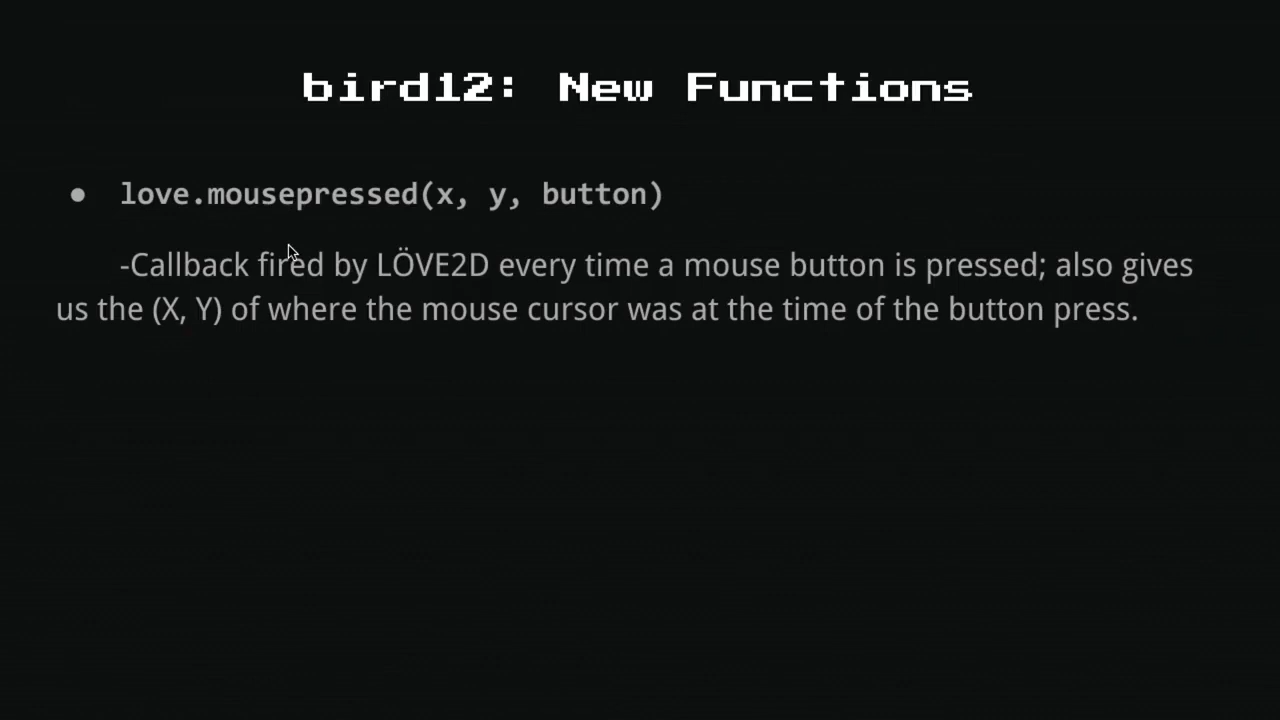 bird12: New Functions
● love.mousepressed(x, y, button)
-Callback fired by LÖVE2D every time a mouse button is pressed; also gives
us the (X, Y) of where the mouse cursor was at the time of the button press.